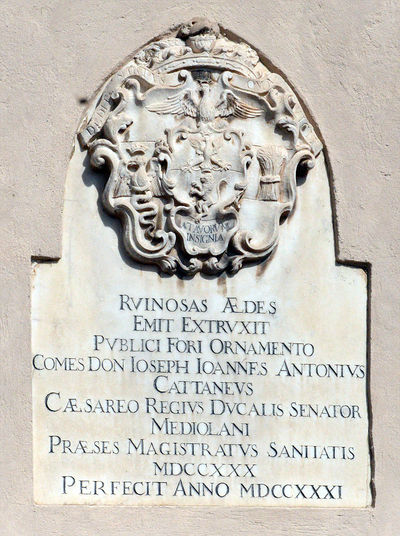 RVINOSAS ÆDES
EMIT EXTRVXIT
PVBLICI FORI ORNAMENTO
COMES DON IOSEPH IOANNES ANTONIVS
CATTANEVS
CÆSAREO REGIVS DVCALIS SENATOR
MEDIOLANI
PRÆSES MAGISTRATVS SANITATIS
MDCCXXX
PERFECIT ANNO MDCCXXXI
INSIGNIA